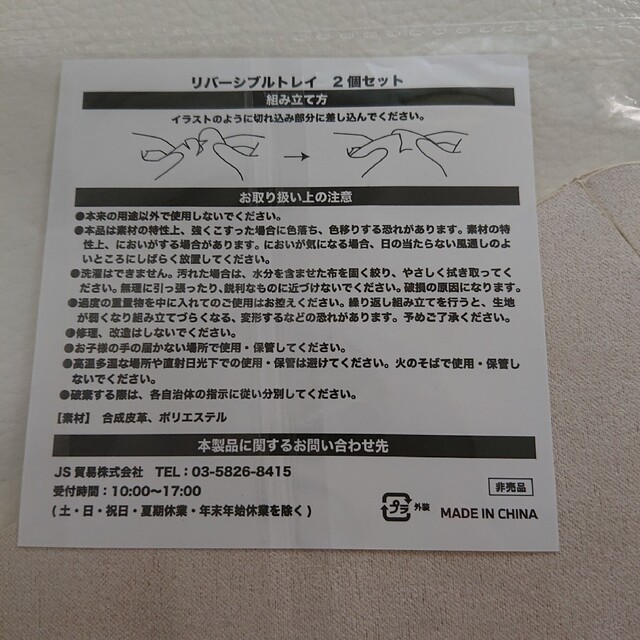 リバーシブルトレイ 2個セット
組み立て方
イラストのように切れ込み部分に差し込んでください。
→
お取り扱い上の注意
●本来の用途以外で使用しないでください。
●本品は素材の特性上、強くこすった場合に色落ち、色移りする恐れがあります。素材の特
性上、においがする場合があります。においが気になる場合、日の当たらない風通しのよ
いところにしばらく放置してください。
●洗濯はできません。汚れた場合は、水分を含ませた布を固く絞り、やさしく拭き取ってく
ださい。無理に引っ張ったり、鋭利なものに近づけないでください。破損の原因になります。
●過度の重量物を中に入れてのご使用はお控えください。繰り返し組み立てを行うと、生地
が弱くなり組み立てづらくなる、変形するなどの恐れがあります。予めご了承ください。
●修理、改造はしないでください。
●お子様の手の届かない場所で使用・保管してください。
●高温多湿な場所や直射日光下での使用・保管は避けてください。火のそばで使用・保管し
ないでください。
●破棄する際は、各自治体の指示に従い分別してください。
【素材】 合成皮革、ポリエステル
本製品に関するお問い合わせ先
JS貿易株式会社 TEL:03-5826-8415
受付時間:10:00〜17:00
(土・日・祝日・夏期休業・年末年始休業を除く)
プラ 外装
非売品
MADE IN CHINA